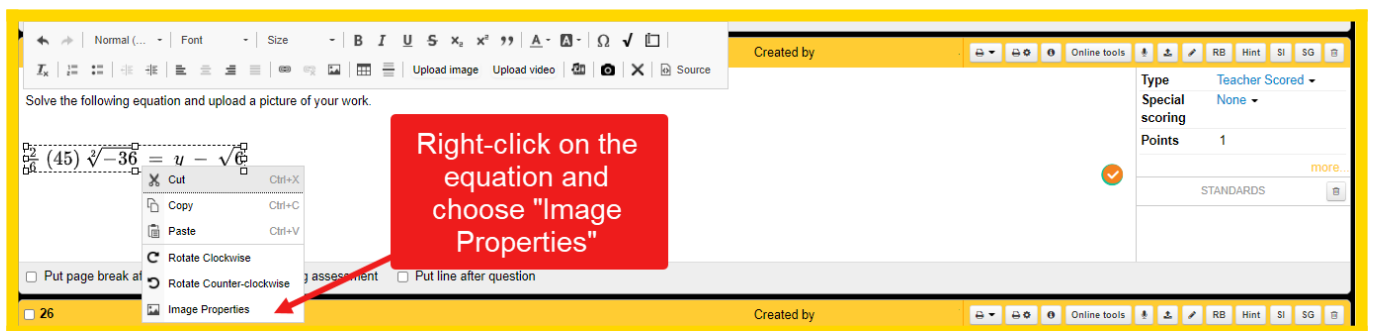 Normal (... Font Size B I U S x₂ x² ” A A Ω √
Created by Online tools RB Hint SI SG
Iₓ Upload image Upload video Source
Type Teacher Scored
Solve the following equation and upload a picture of your work.
Special scoring None
Points 1
2/6 (45) ²√−36 = y − √6
more..
STANDARDS
Cut Ctrl+X
Copy Ctrl+C
Paste Ctrl+V
Rotate Clockwise
Rotate Counter-clockwise
Image Properties
Right-click on the
equation and
choose "Image
Properties"
Put page break assessment Put line after question
26 Created by Online tools RB Hint SI SG